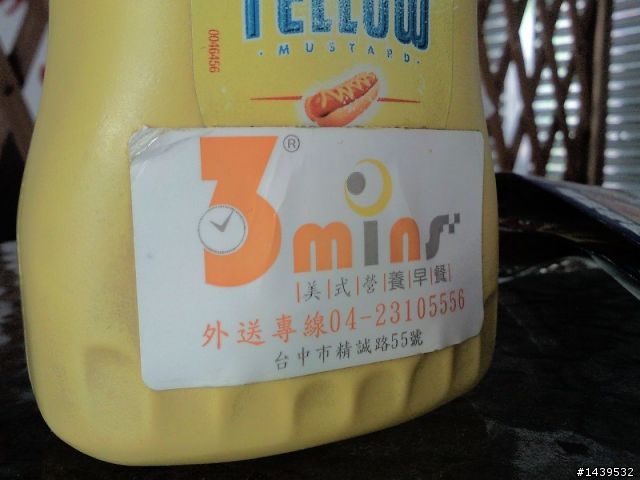 YELLOW
·MUSTARD·
0046456
3mins®
|美|式|營|養|早|餐|
外送專線04-23105556
台中市精誠路55號
#1439532